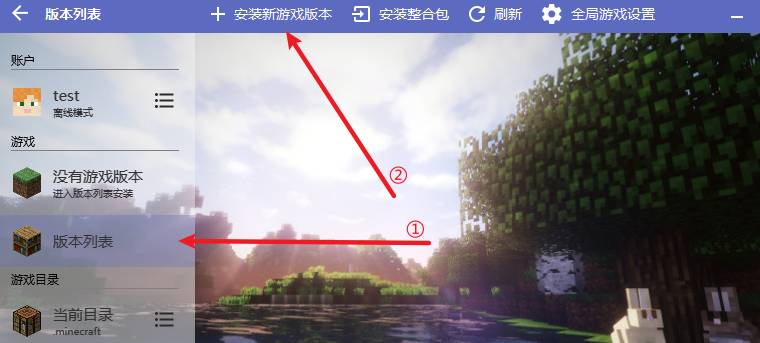 版本列表 安装新游戏版本 安装整合包 刷新 全局游戏设置
账户
test
离线模式
游戏
没有游戏版本
进入版本列表安装
②
①
版本列表
游戏目录
当前目录
.minecraft